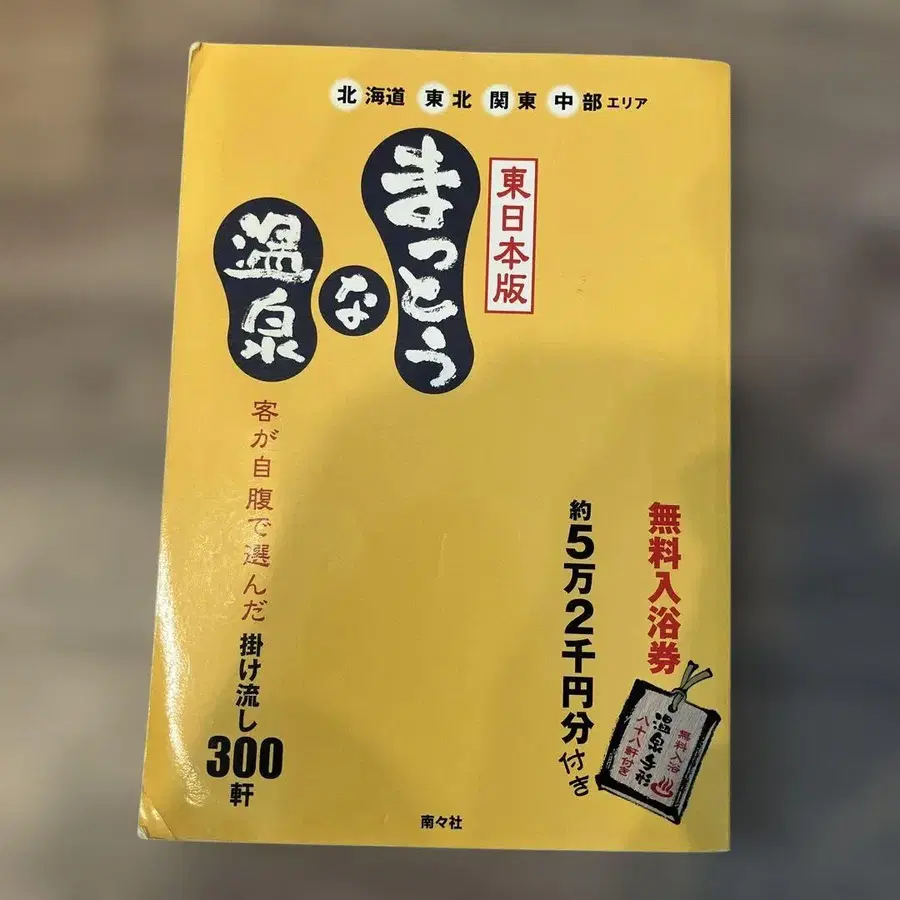 北海道 東北 関東 中部エリア
東日本版
まっとう
な
温泉
客が自腹で選んだ
掛け流し300軒
無料入浴券
約5万2千円分付き
無料入浴
温泉手形
八十八軒付き
南々社